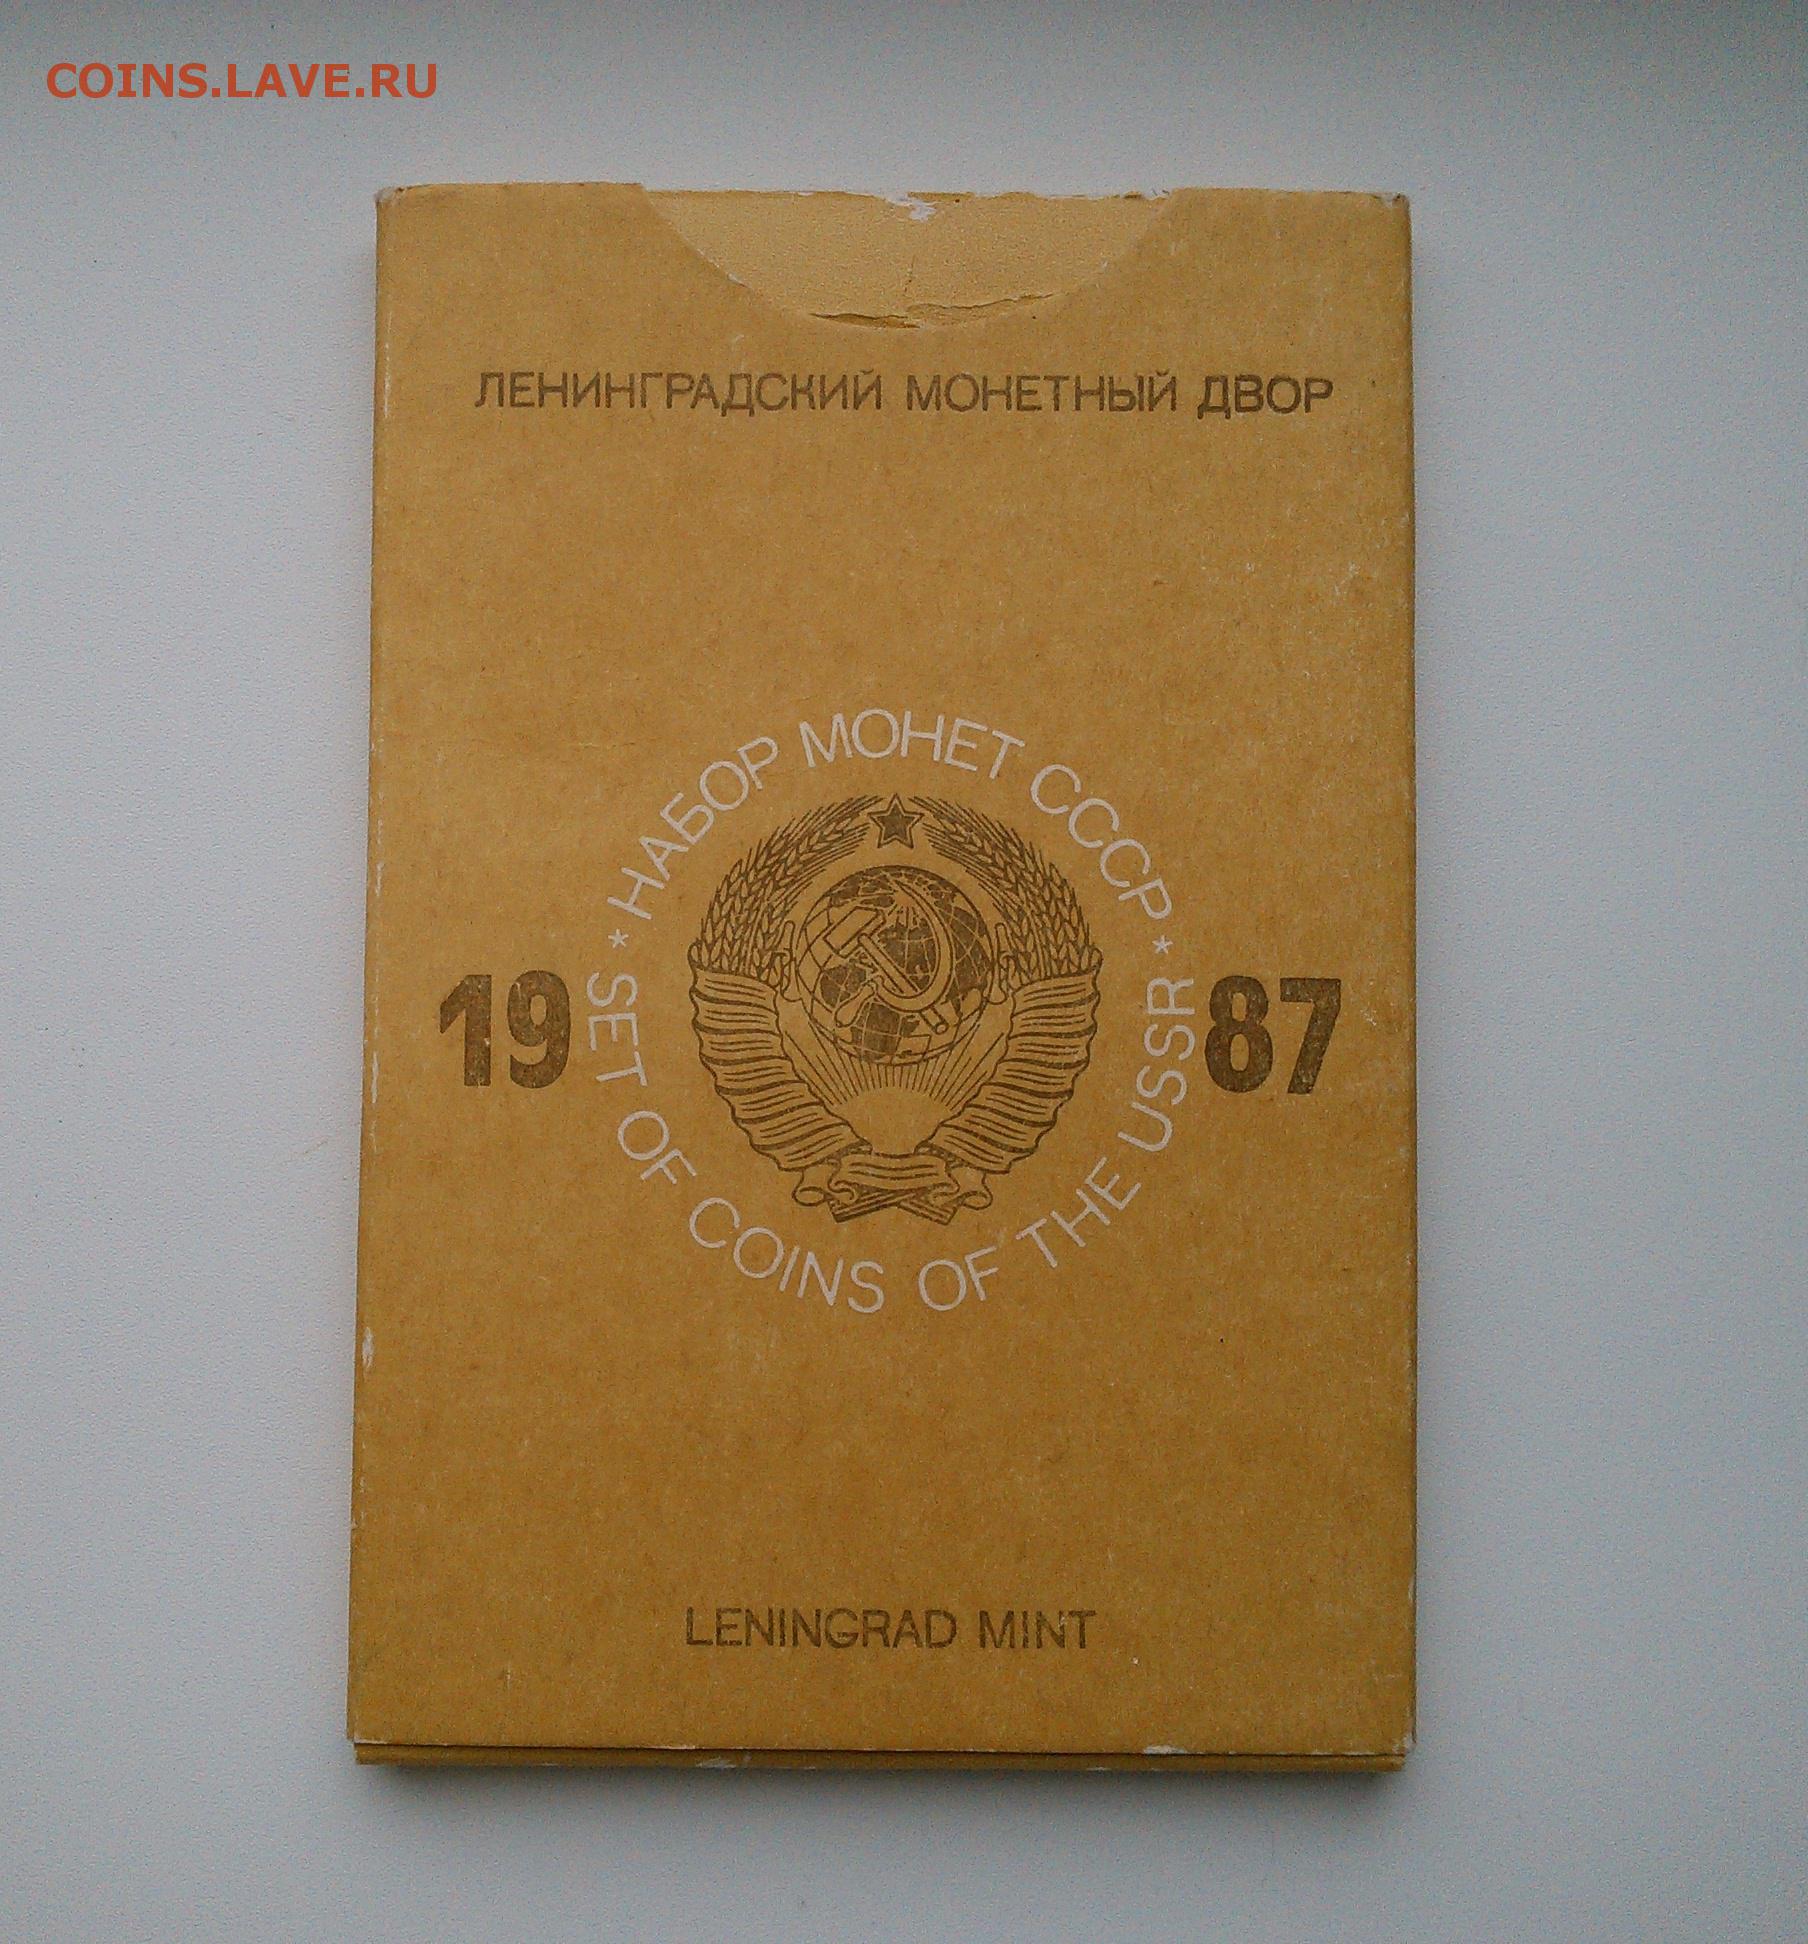 COINS.LAVE.RU
ЛЕНИНГРАДСКИЙ МОНЕТНЫЙ ДВОР
* НАБОР МОНЕТ СССР *
19 87
SET OF COINS OF THE USSR
LENINGRAD MINT